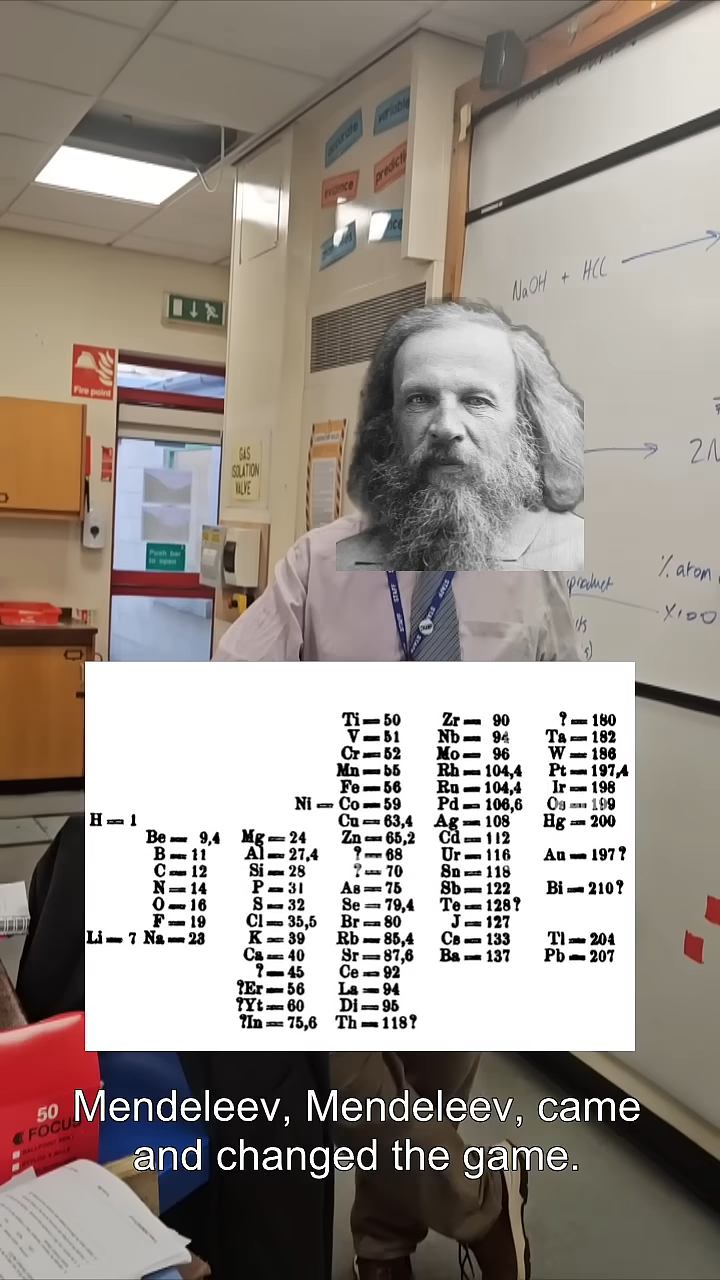 accurate
variable
evidence
NaOH + HCl
Fire point
GAS
ISOLATION
VALVE
2N
Push bar
to open
product
% atom
x100
STAFF
Ti — 50 Zr — 90 ? — 180
V — 51 Nb — 94 Ta — 182
Cr — 52 Mo — 96 W — 186
Mn — 55 Rh — 104,4 Pt — 197,4
Fe — 56 Ru — 104,4 Ir — 198
Ni — Co — 59 Pd — 106,6 Os — 199
H — 1 Cu — 63,4 Ag — 108 Hg — 200
Be — 9,4 Mg — 24 Zn — 65,2 Cd — 112
B — 11 Al — 27,4 ? — 68 Ur — 116 Au — 197?
C — 12 Si — 28 ? — 70 Sn — 118
N — 14 P — 31 As — 75 Sb — 122 Bi — 210?
O — 16 S — 32 Se — 79,4 Te — 128?
F — 19 Cl — 35,5 Br — 80 J — 127
Li — 7 Na — 23 K — 39 Rb — 85,4 Cs — 133 Tl — 204
Ca — 40 Sr — 87,6 Ba — 137 Pb — 207
? — 45 Ce — 92
?Er — 56 La — 94
?Yt — 60 Di — 95
?In — 75,6 Th — 118?
50
FOCUS
Mendeleev, Mendeleev, came
and changed the game.